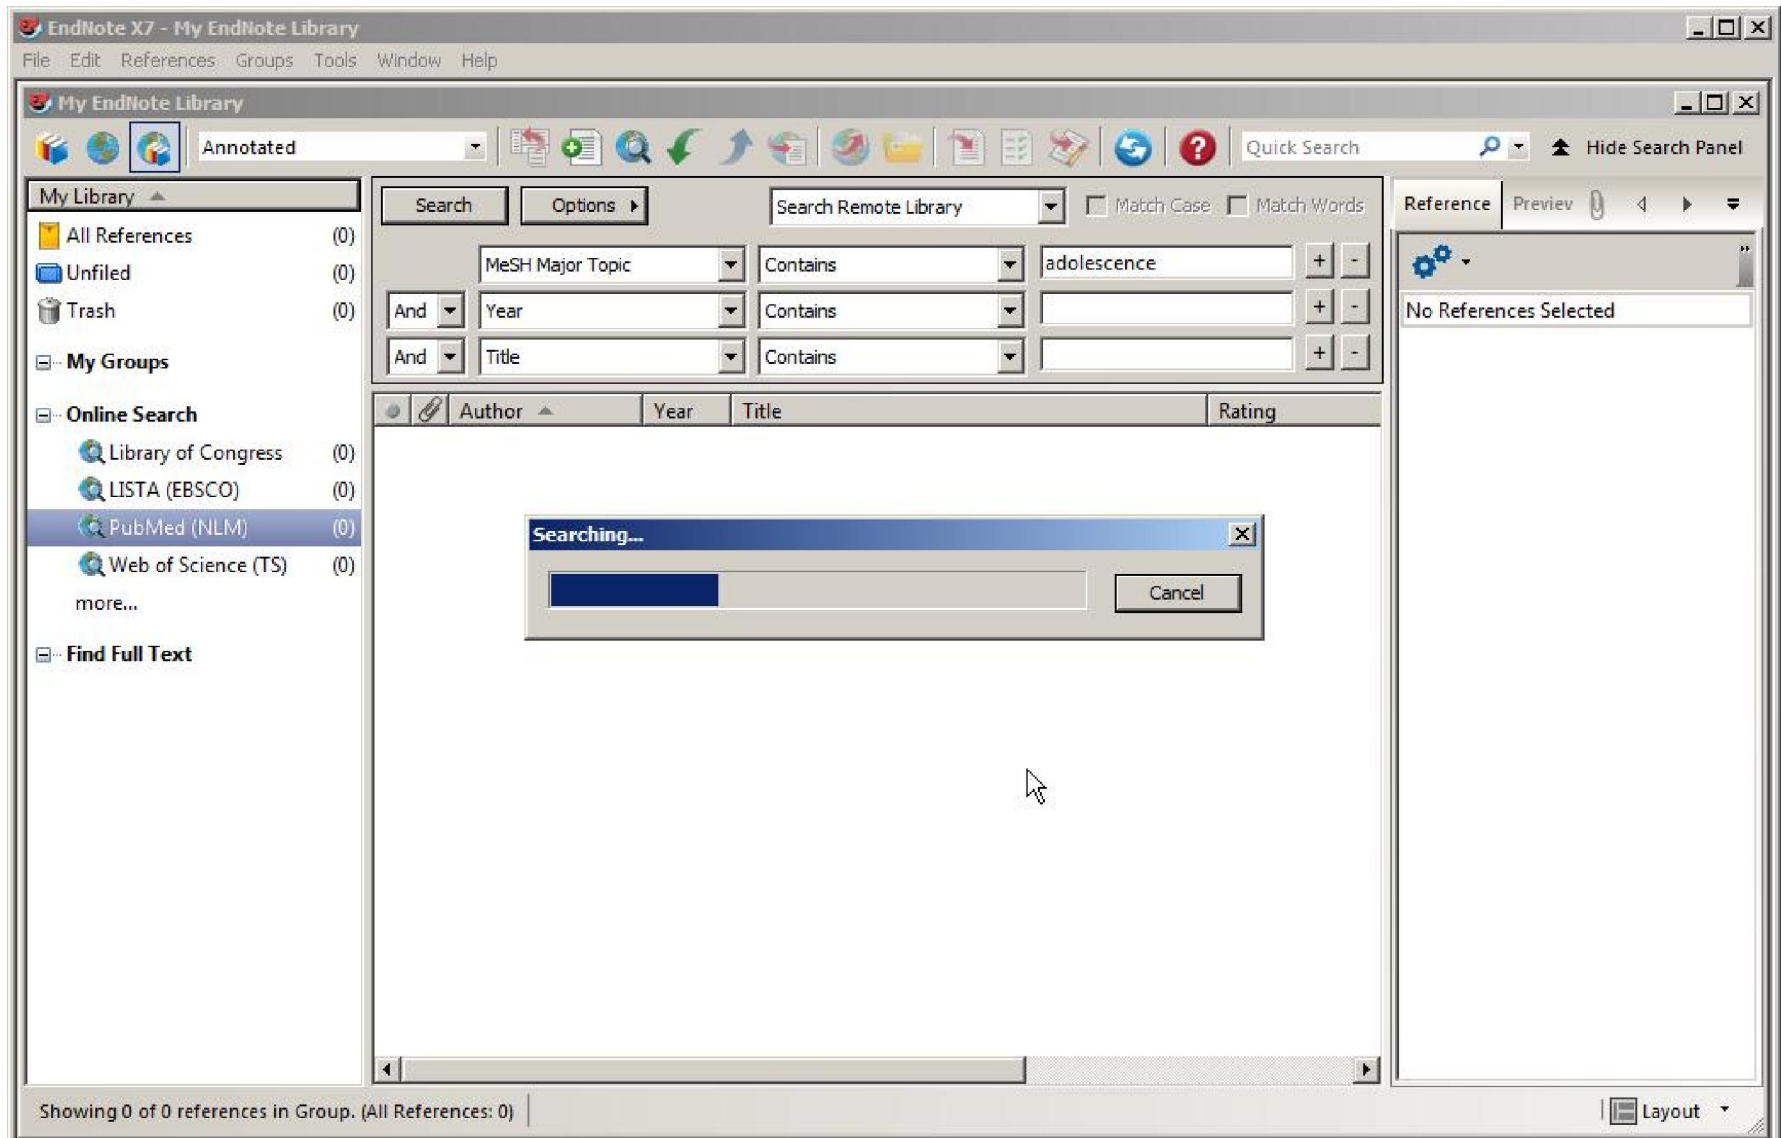 EndNote X7 - My EndNote Library
File Edit References Groups Tools Window Help
My EndNote Library
Annotated
Quick Search
Hide Search Panel
My Library
All References (0)
Unfiled (0)
Trash (0)
My Groups
Online Search
Library of Congress (0)
LISTA (EBSCO) (0)
PubMed (NLM) (0)
Web of Science (TS) (0)
more...
Find Full Text
Search Options Search Remote Library Match Case Match Words
MeSH Major Topic Contains adolescence + -
And Year Contains + -
And Title Contains + -
Author Year Title Rating
Searching...
Cancel
Reference Previev
No References Selected
Showing 0 of 0 references in Group. (All References: 0)
Layout